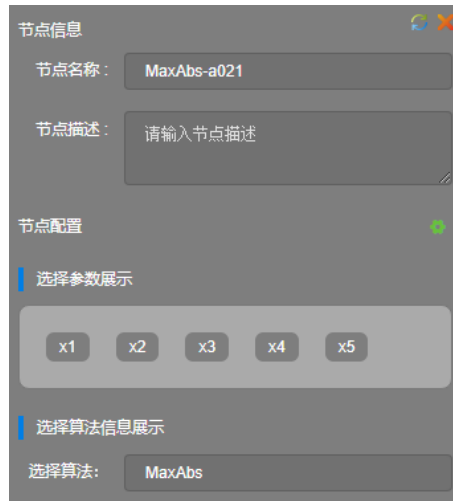 节点信息
节点名称： MaxAbs-a021
节点描述： 请输入节点描述
节点配置
选择参数展示
x1 x2 x3 x4 x5
选择算法信息展示
选择算法： MaxAbs